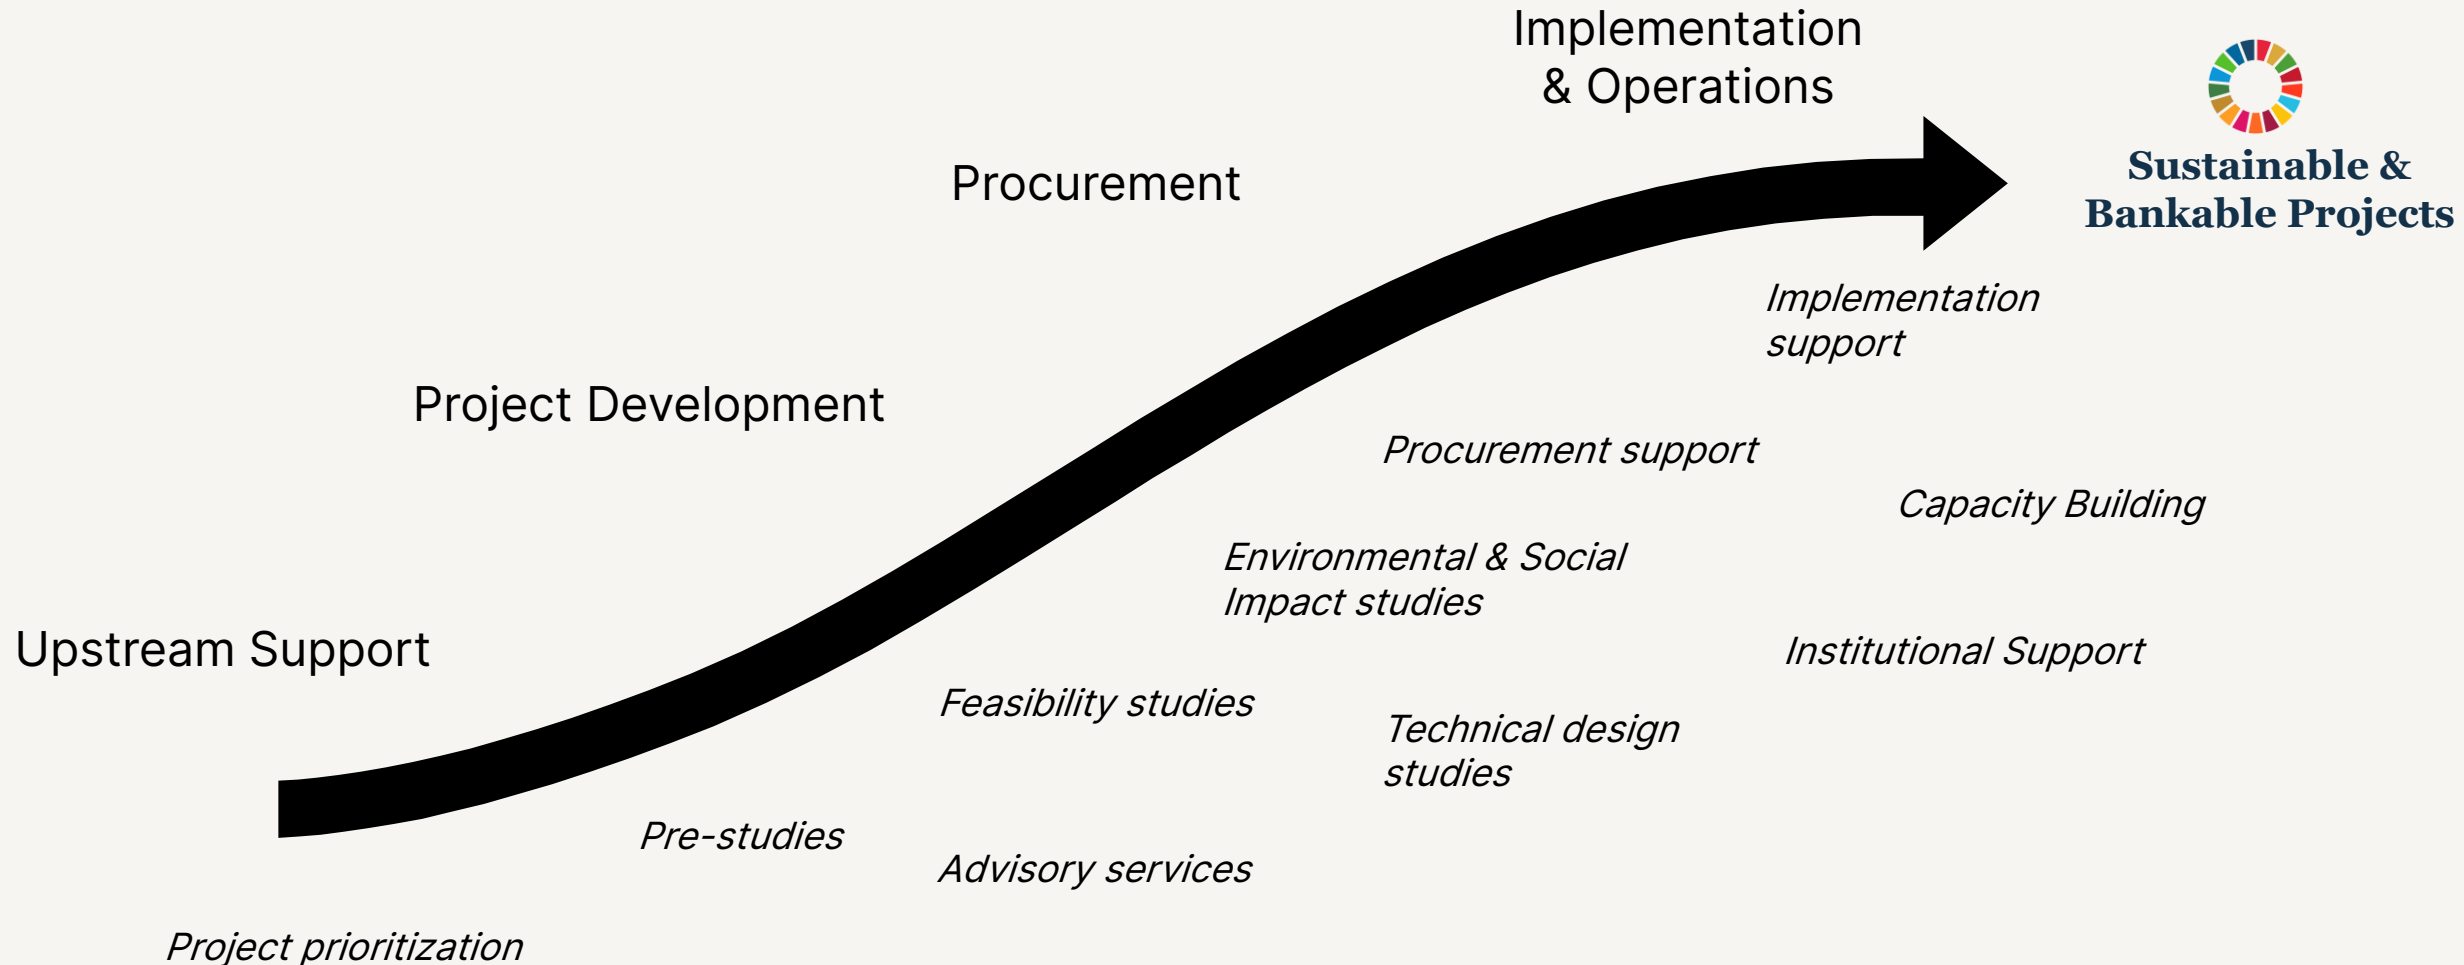 Implementation
& Operations
Procurement
Sustainable &
Bankable Projects
Project Development
Upstream Support
Implementation
support
Procurement support
Capacity Building
Environmental & Social
Impact studies
Institutional Support
Feasibility studies
Technical design
studies
Pre-studies
Advisory services
Project prioritization